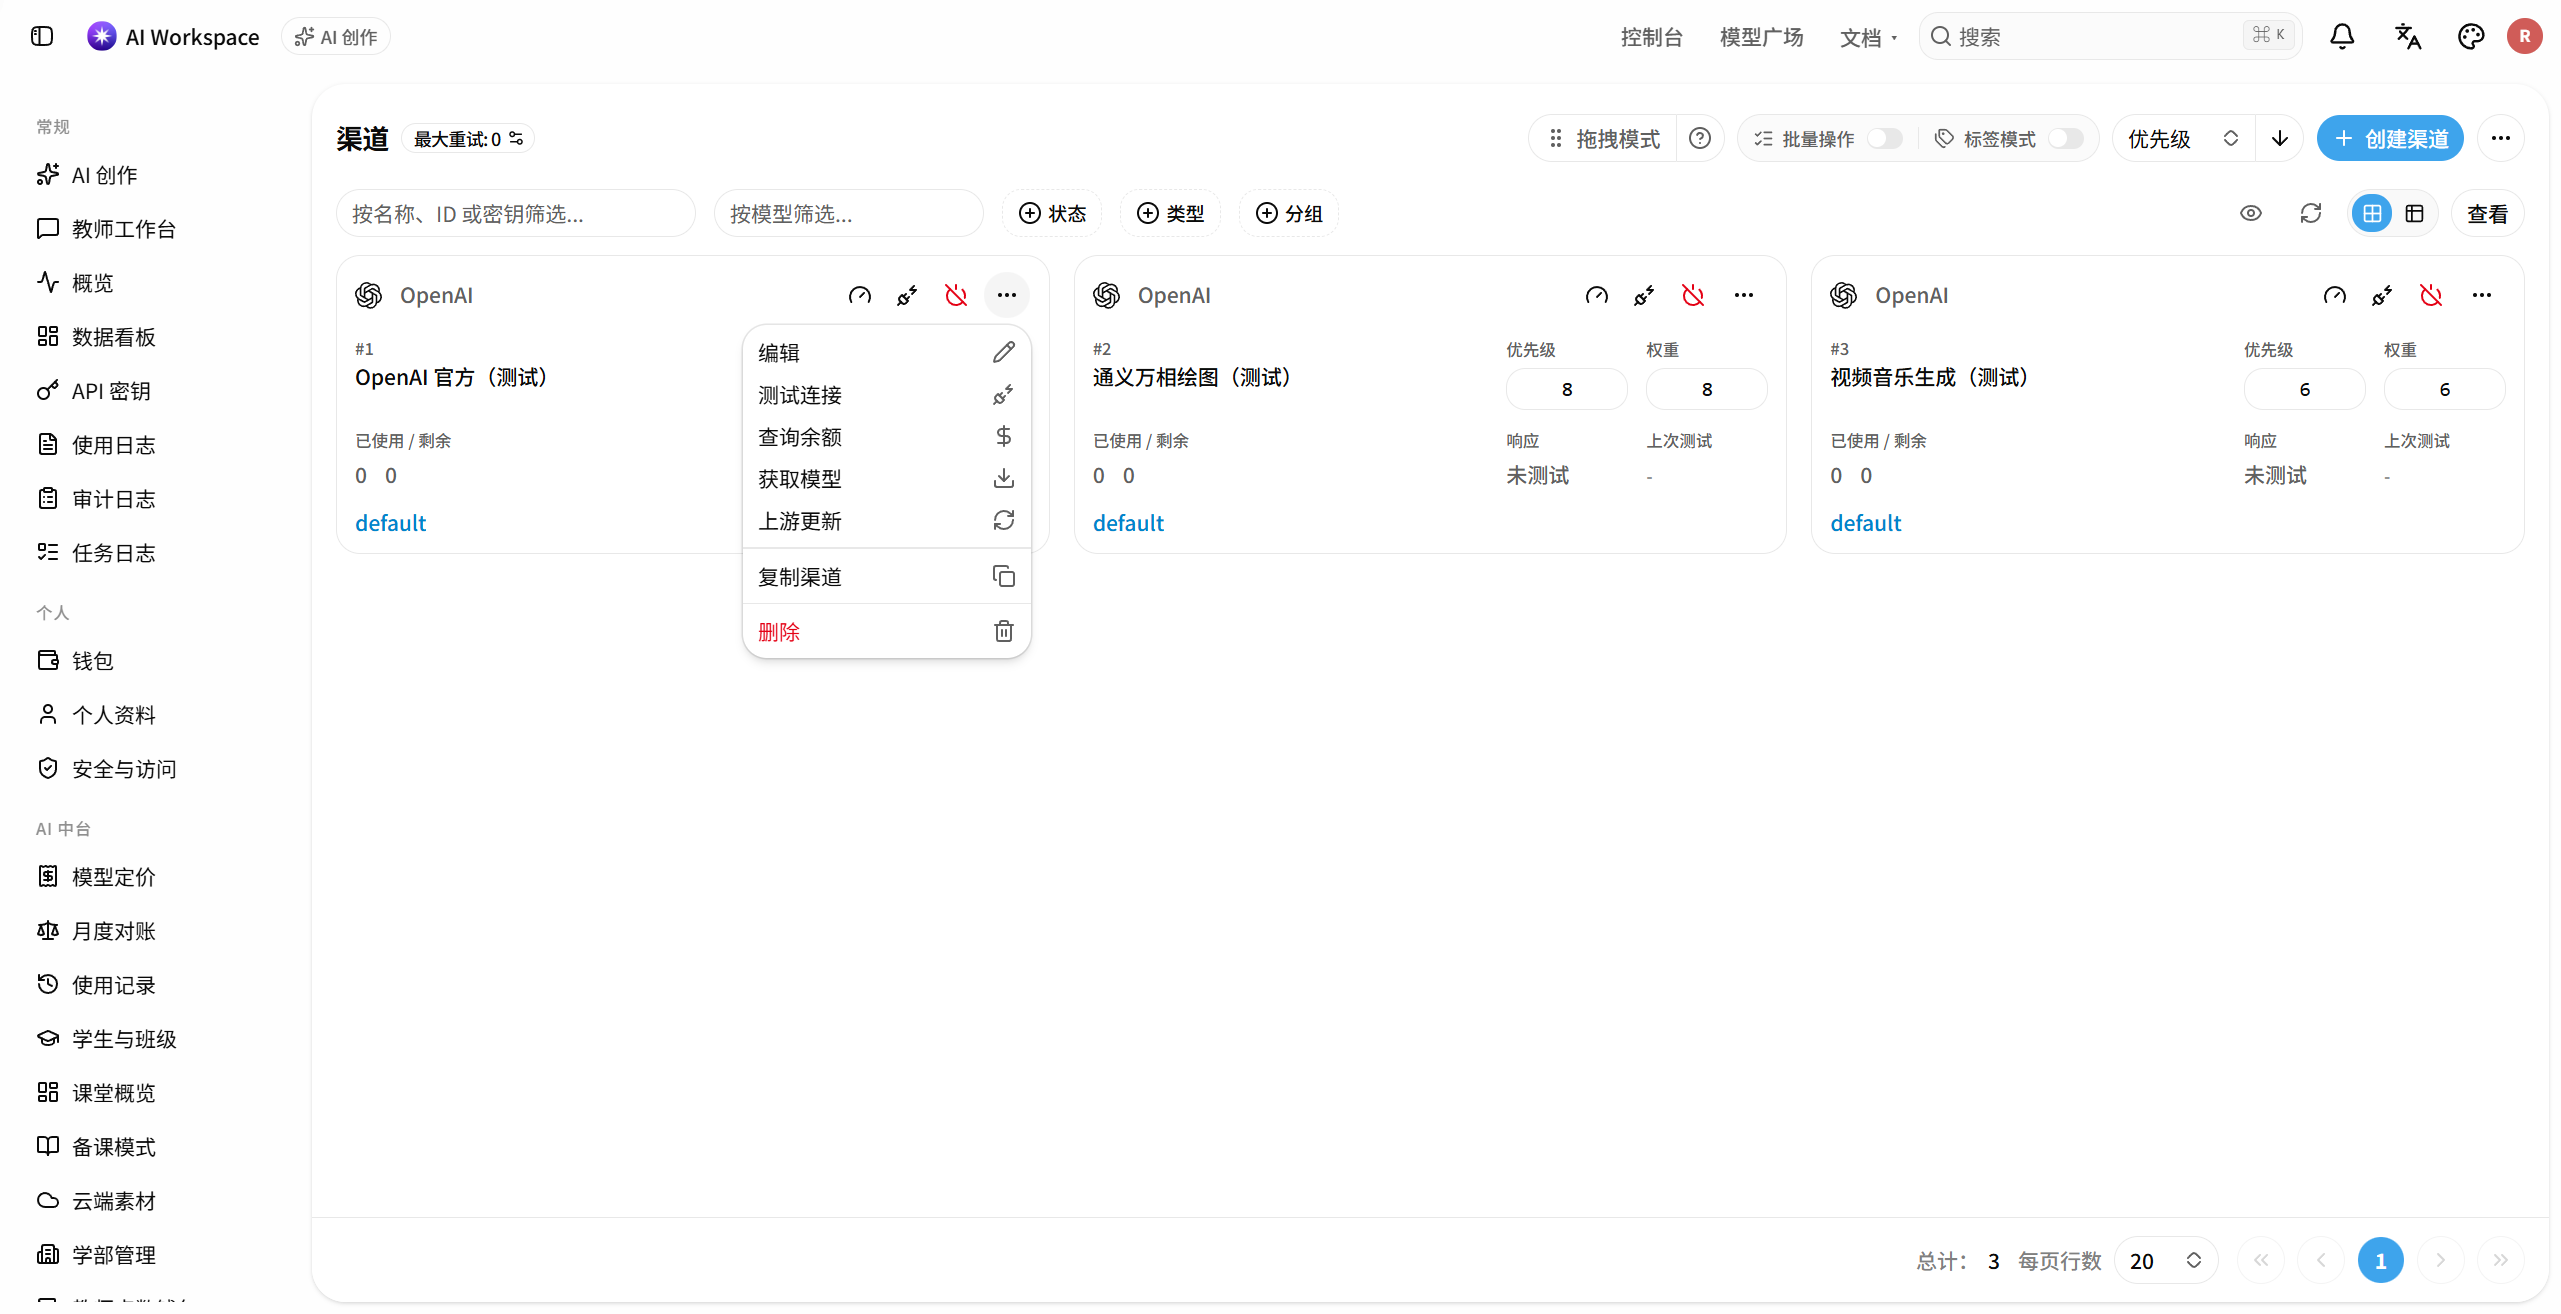 AI Workspace
AI 创作
控制台
模型广场
文档
搜索
⌘ K
R
常规
AI 创作
教师工作台
概览
数据看板
API 密钥
使用日志
审计日志
任务日志
个人
钱包
个人资料
安全与访问
AI 中台
模型定价
月度对账
使用记录
学生与班级
课堂概览
备课模式
云端素材
学部管理
渠道
最大重试: 0
拖拽模式
批量操作
标签模式
优先级
创建渠道
按名称、ID 或密钥筛选...
按模型筛选...
状态
类型
分组
查看
OpenAI
#1
OpenAI 官方（测试）
已使用 / 剩余
0 0
default
编辑
测试连接
查询余额
获取模型
上游更新
复制渠道
删除
OpenAI
#2
通义万相绘图（测试）
优先级
权重
8
8
已使用 / 剩余
0 0
响应
上次测试
未测试
-
default
OpenAI
#3
视频音乐生成（测试）
优先级
权重
6
6
已使用 / 剩余
0 0
响应
上次测试
未测试
-
default
总计： 3
每页行数
20
1